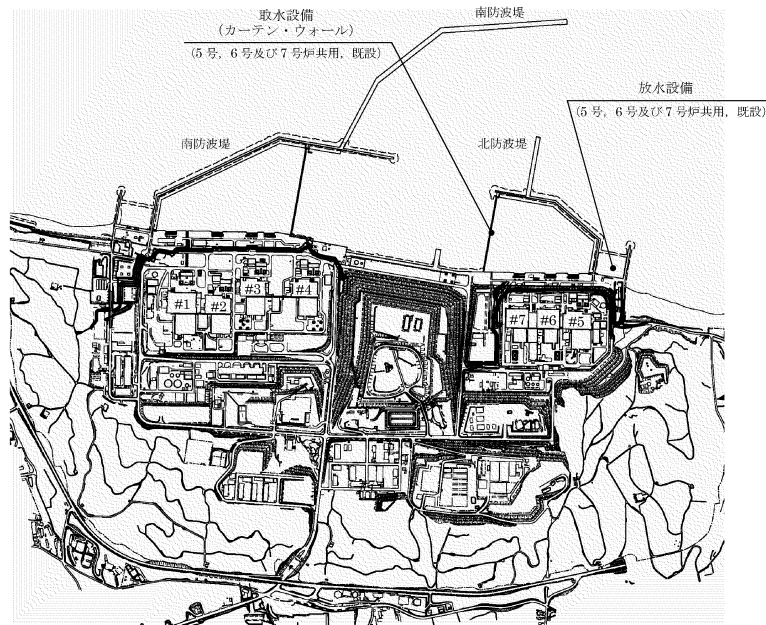 取水設備
(カーテン・ウォール)
(5号, 6号及び7号炉共用, 既設)
南防波堤
放水設備
(5号, 6号及び7号炉共用, 既設)
南防波堤
北防波堤
#1
#2
#3
#4
#7
#6
#5